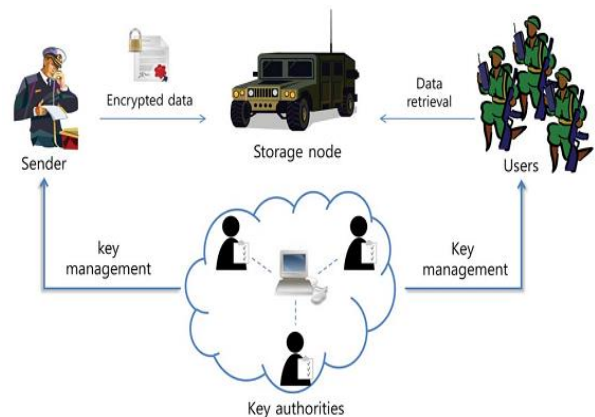 Encrypted data
Data
retrieval
Sender
Storage node
Users
key
management
Key
management
Key authorities